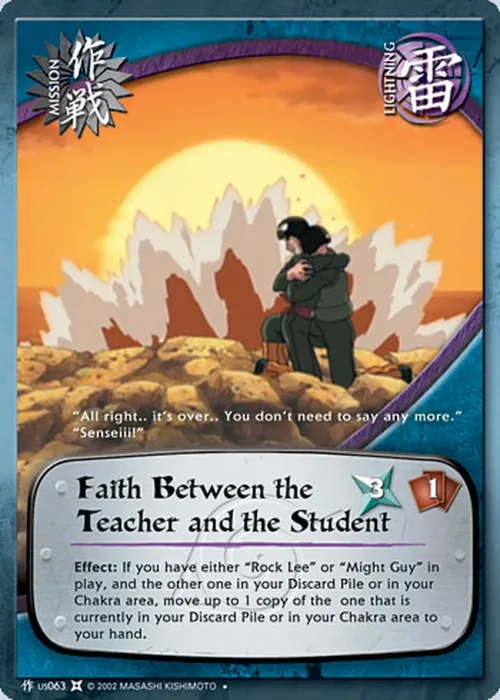 MISSION
作戦
LIGHTNING
雷
"All right.. it's over.. You don't need to say any more."
"Senseiii!"
Faith Between the
Teacher and the Student
3
1
Effect: If you have either "Rock Lee" or "Might Guy" in
play, and the other one in your Discard Pile or in your
Chakra area, move up to 1 copy of the one that is
currently in your Discard Pile or in your Chakra area to
your hand.
作 US063 © 2002 MASASHI KISHIMOTO